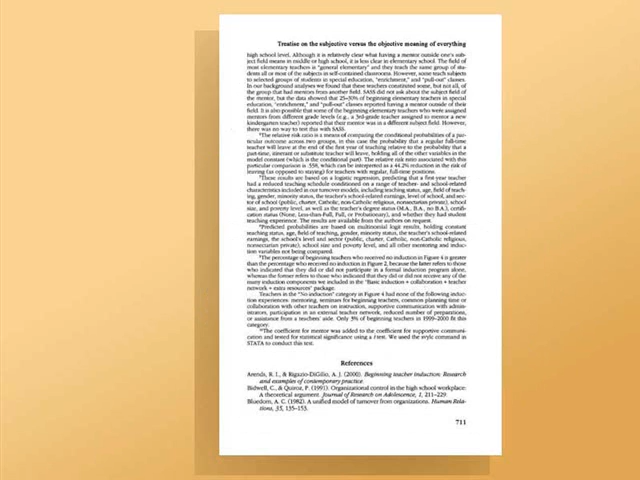 Treatise on the subjective versus the objective meaning of everything
high school level. Although it is relatively clear what having a mentor outside one's sub-
ject field means in middle or high school, it is less clear in elementary school. The field of
most elementary teachers is "general elementary" and they teach the same group of stu-
dents all or most of the subjects in self-contained classrooms. However, some teach subjects
to selected groups of students in special education, "enrichment," and "pull-out" classes.
In our background analyses we found that these teachers constituted some, but not all, of
the group that had mentors from another field. SASS did not ask about the subject field of
the mentor, but the data showed that 25–30% of beginning elementary teachers in special
education, "enrichment," and "pull-out" classes reported having a mentor outside of their
field. It is also possible that some of the beginning elementary teachers who were assigned
mentors from different grade levels (e.g., a 3rd-grade teacher assigned to mentor a new
kindergarten teacher) reported that their mentor was in a different subject field. However,
there was no way to test this with SASS.
The relative risk ratio is a means of comparing the conditional probabilities of a par-
ticular outcome across two groups, in this case the probability that a regular full-time
teacher will leave at the end of the first year of teaching relative to the probability that a
part-time, itinerant or substitute teacher will leave, holding all of the other variables in the
model constant (which is the conditional part). The relative risk ratio associated with this
particular comparison is .558, which can be interpreted as a 44.2% reduction in the risk of
leaving (as opposed to staying) for teachers with regular, full-time positions.
These results are based on a logistic regression, predicting that a first-year teacher
had a reduced teaching schedule conditioned on a range of teacher- and school-related
characteristics included in our turnover models, including teaching status, age, field of teach-
ing, gender, minority status, the teacher's school-related earnings, level of school, and sec-
tor of school (public, charter, Catholic, non-Catholic religious, nonsectarian private), school
size, and poverty level, as well as the teacher's degree status (M.A., B.A., no B.A.), certifi-
cation status (None, Less-than-Full, Full, or Probationary), and whether they had student
teaching experience. The results are available from the authors on request.
Predicted probabilities are based on multinomial logit results, holding constant
teaching status, age, field of teaching, gender, minority status, the teacher's school-related
earnings, the school's level and sector (public, charter, Catholic, non-Catholic religious,
nonsectarian private), school size and poverty level, and all other mentoring and induc-
tion variables not being compared.
The percentage of beginning teachers who received no induction in Figure 4 is greater
than the percentage who received no induction in Figure 2, because the latter refers to those
who indicated that they did or did not participate in a formal induction program alone,
whereas the former refers to those who indicated that they did or did not receive any of the
many induction components we included in the "Basic induction + collaboration + teacher
network + extra resources" package.
Teachers in the "No induction" category in Figure 4 had none of the following induc-
tion experiences: mentoring, seminars for beginning teachers, common planning time or
collaboration with other teachers on instruction, supportive communication with admin-
istrators, participation in an external teacher network, reduced number of preparations,
or assistance from a teachers' aide. Only 3% of beginning teachers in 1999–2000 fit this
category.
The coefficient for mentor was added to the coefficient for supportive communi-
cation and tested for statistical significance using a t test. We used the svylc command in
STATA to conduct this test.
References
Arends, R. I., & Rigazio-DiGilio, A. J. (2000). Beginning teacher induction: Research
and examples of contemporary practice.
Bidwell, C., & Quiroz, P. (1991). Organizational control in the high school workplace:
A theoretical argument. Journal of Research on Adolescence, 1, 211–229.
Bluedorn, A. C. (1982). A unified model of turnover from organizations. Human Rela-
tions, 35, 135–153.
711